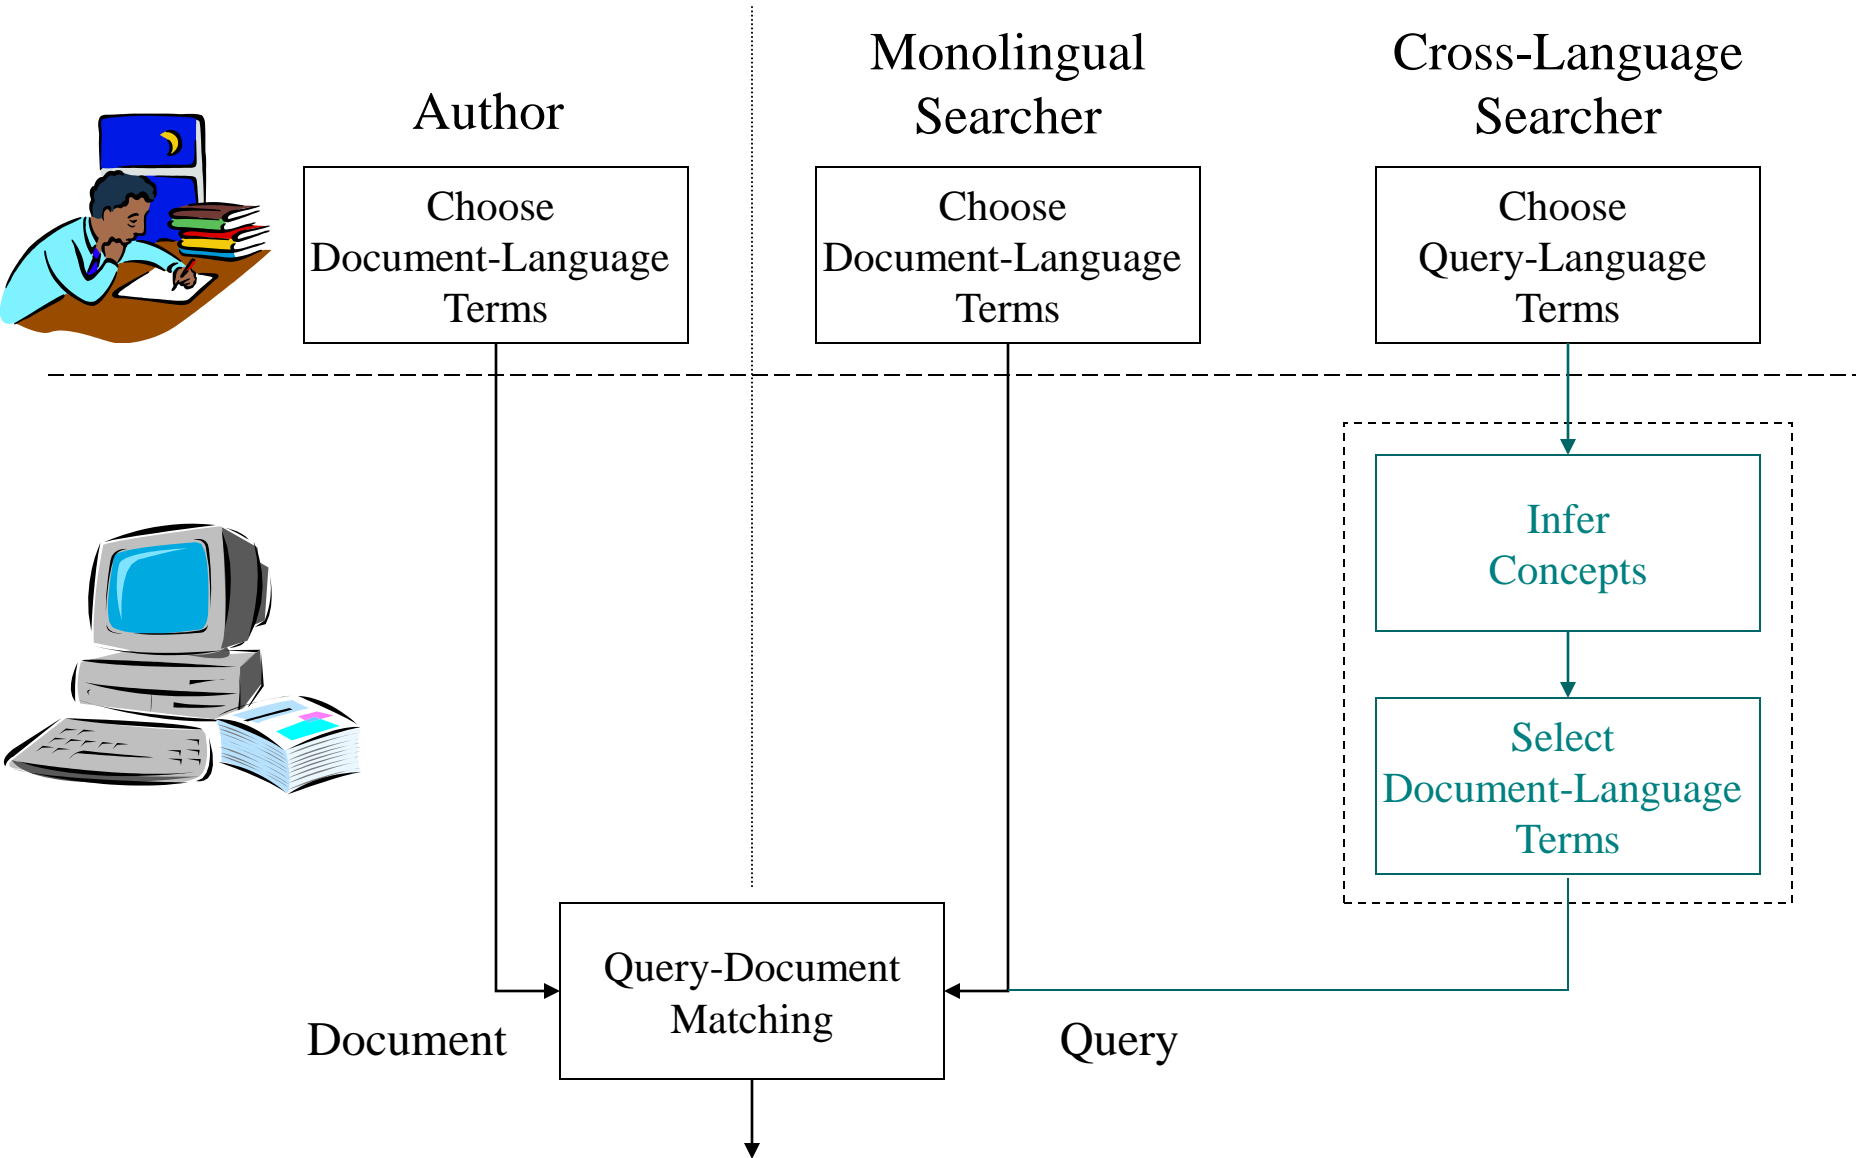 Author
Monolingual
Searcher
Cross-Language
Searcher
Choose
Document-Language
Terms
Choose
Document-Language
Terms
Choose
Query-Language
Terms
Infer
Concepts
Select
Document-Language
Terms
Query-Document
Matching
Document
Query